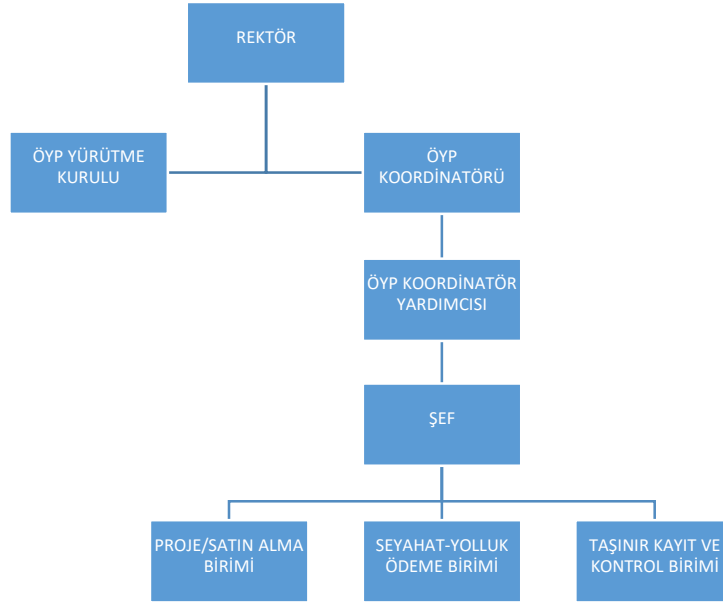 REKTÖR
ÖYP YÜRÜTME
KURULU
ÖYP
KOORDİNATÖRÜ
ÖYP KOORDİNATÖR
YARDIMCISI
ŞEF
PROJE/SATIN ALMA
BİRİMİ
SEYAHAT-YOLLUK
ÖDEME BİRİMİ
TAŞINIR KAYIT VE
KONTROL BİRİMİ